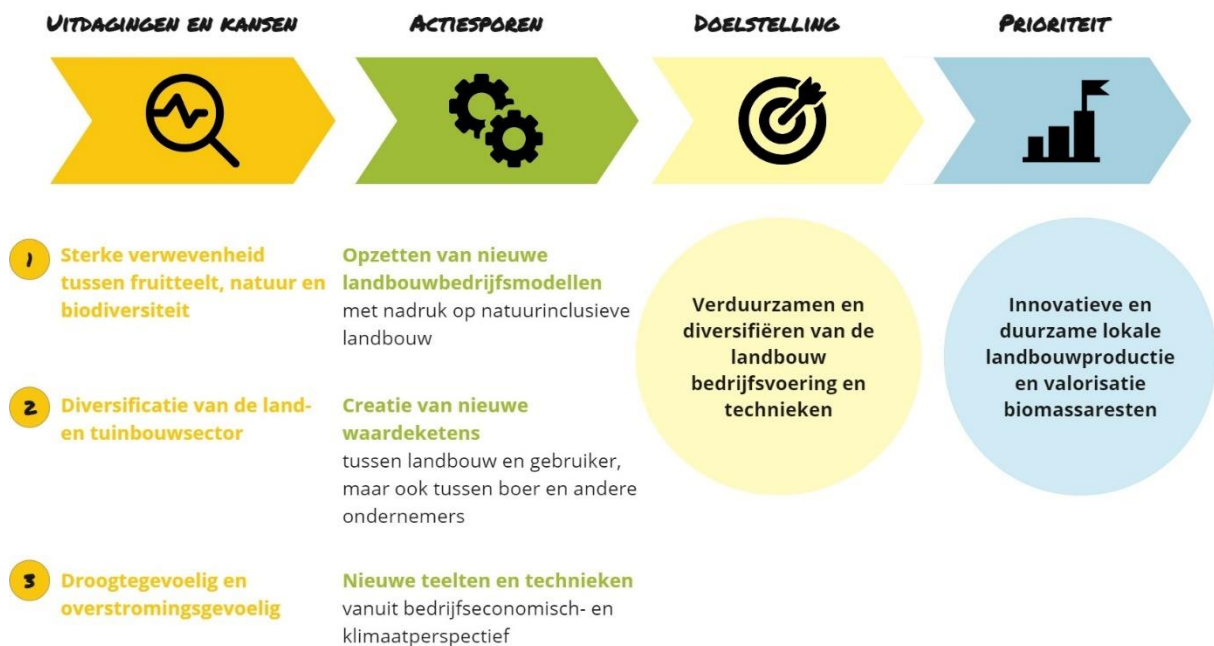 UITDAGINGEN EN KANSEN
ACTIESPOREN
DOELSTELLING
PRIORITEIT
1
Sterke verwevenheid
tussen fruitteelt, natuur en
biodiversiteit
Opzetten van nieuwe
landbouwbedrijfsmodellen
met nadruk op natuurinclusieve
landbouw
2
Diversificatie van de land-
en tuinbouwsector
Creatie van nieuwe
waardeketens
tussen landbouw en gebruiker,
maar ook tussen boer en andere
ondernemers
3
Droogtegevoelig en
overstromingsgevoelig
Nieuwe teelten en technieken
vanuit bedrijfseconomisch- en
klimaatperspectief
Verduurzamen en
diversifiëren van de
landbouw
bedrijfsvoering en
technieken
Innovatieve en
duurzame lokale
landbouwproductie
en valorisatie
biomassaresten